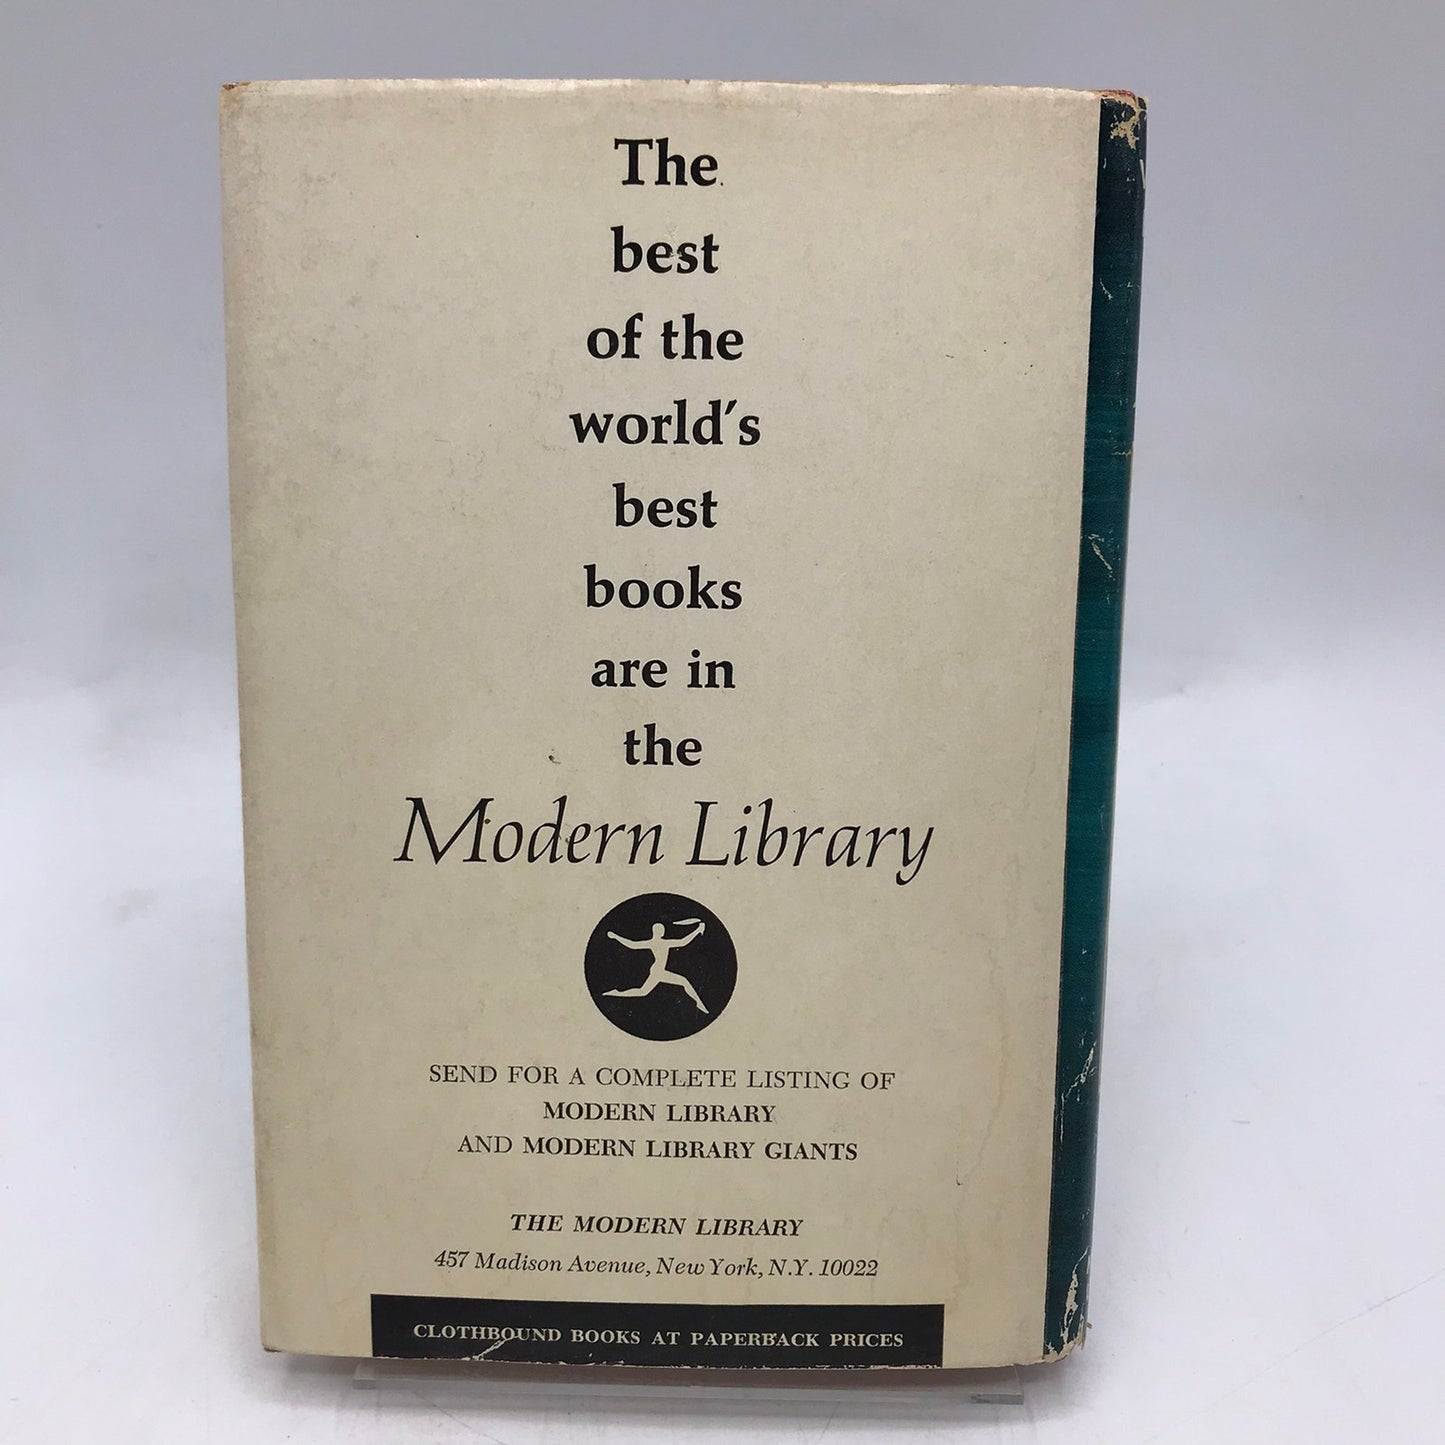 The
best
of the
world's
best
books
are in
the
Modern Library
SEND FOR A COMPLETE LISTING OF
MODERN LIBRARY
AND MODERN LIBRARY GIANTS
THE MODERN LIBRARY
457 Madison Avenue, New York, N.Y. 10022
CLOTHBOUND BOOKS AT PAPERBACK PRICES